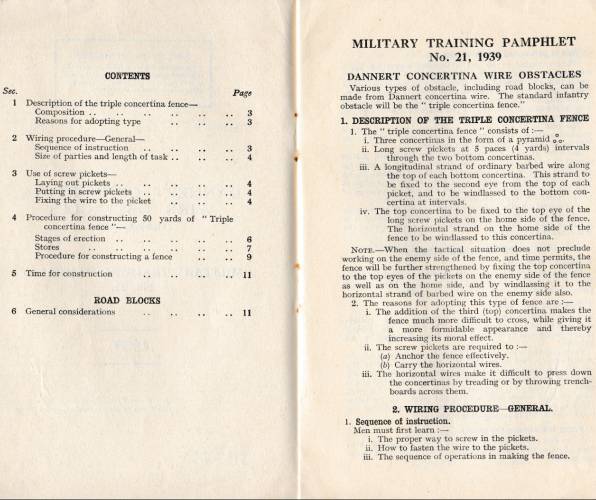 CONTENTS
Sec. Page
1 Description of the triple concertina fence—
Composition .. .. .. .. .. .. 3
Reasons for adopting type .. .. .. 3
2 Wiring procedure—General—
Sequence of instruction .. .. .. .. 3
Size of parties and length of task .. .. .. 4
3 Use of screw pickets—
Laying out pickets .. .. .. .. .. 4
Putting in screw pickets .. .. .. .. 4
Fixing the wire to the picket .. .. .. 4
4 Procedure for constructing 50 yards of " Triple
concertina fence "—
Stages of erection .. .. .. .. .. 6
Stores .. .. .. .. .. .. 7
Procedure for constructing a fence .. .. 9
5 Time for construction .. .. .. .. 11
ROAD BLOCKS
6 General considerations .. .. .. .. 11
MILITARY TRAINING PAMPHLET
No. 21, 1939
DANNERT CONCERTINA WIRE OBSTACLES
Various types of obstacle, including road blocks, can be
made from Dannert concertina wire. The standard infantry
obstacle will be the " triple concertina fence."
1. DESCRIPTION OF THE TRIPLE CONCERTINA FENCE
1. The " triple concertina fence " consists of :—
i. Three concertinas in the form of a pyramid
ii. Long screw pickets at 5 paces (4 yards) intervals
through the two bottom concertinas.
iii. A longitudinal strand of ordinary barbed wire along
the top of each bottom concertina. This strand to
be fixed to the second eye from the top of each
picket, and to be windlassed to the bottom con-
certina at intervals.
iv. The top concertina to be fixed to the top eye of the
long screw pickets on the home side of the fence.
The horizontal strand on the home side of the
fence to be windlassed to this concertina.
NOTE.—When the tactical situation does not preclude
working on the enemy side of the fence, and time permits, the
fence will be further strengthened by fixing the top concertina
to the top eyes of the pickets on the enemy side of the fence
as well as on the home side, and by windlassing it to the
horizontal strand of barbed wire on the enemy side also.
2. The reasons for adopting this type of fence are :—
i. The addition of the third (top) concertina makes the
fence much more difficult to cross, while giving it
a more formidable appearance and thereby
increasing its moral effect.
ii. The screw pickets are required to :—
(a) Anchor the fence effectively.
(b) Carry the horizontal wires.
iii. The horizontal wires make it difficult to press down
the concertinas by treading or by throwing trench-
boards across them.
2. WIRING PROCEDURE—GENERAL.
1. Sequence of instruction.
Men must first learn :—
i. The proper way to screw in the pickets.
ii. How to fasten the wire to the pickets.
iii. The sequence of operations in making the fence.